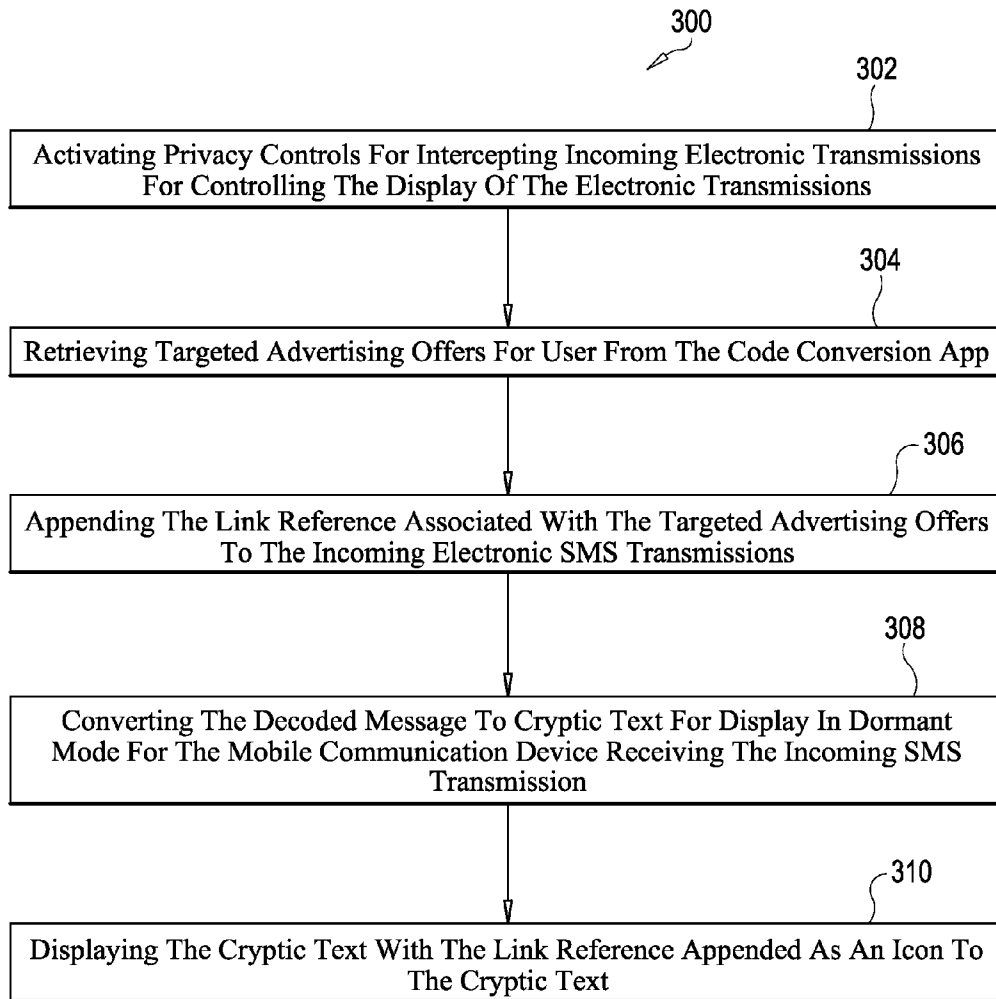 300
302
Activating Privacy Controls For Intercepting Incoming Electronic Transmissions
For Controlling The Display Of The Electronic Transmissions
304
Retrieving Targeted Advertising Offers For User From The Code Conversion App
306
Appending The Link Reference Associated With The Targeted Advertising Offers
To The Incoming Electronic SMS Transmissions
308
Converting The Decoded Message To Cryptic Text For Display In Dormant
Mode For The Mobile Communication Device Receiving The Incoming SMS
Transmission
310
Displaying The Cryptic Text With The Link Reference Appended As An Icon To
The Cryptic Text